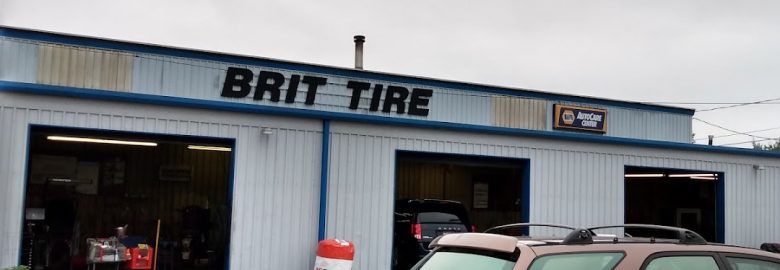 BRIT TIRE
NAPA
AUTOCARE
CENTER